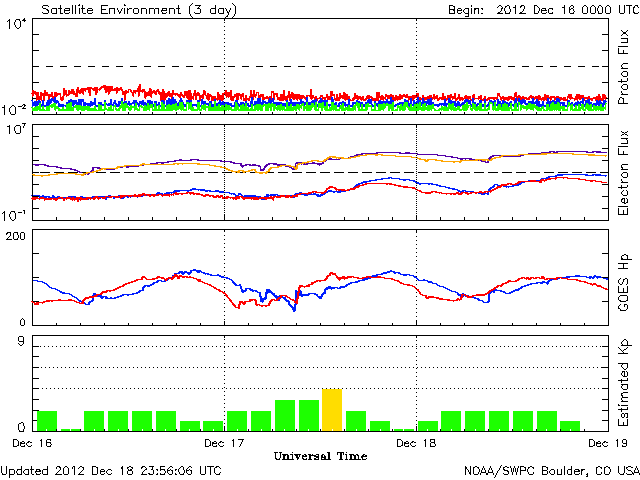 Satellite Environment (3 day) Begin: 2012 Dec 16 0000 UTC
10⁴
10⁻²
Proton Flux
10⁷
10⁻¹
Electron Flux
200
0
GOES Hp
9
0
Estimated Kp
Dec 16 Dec 17 Dec 18 Dec 19
Universal Time
Updated 2012 Dec 18 23:56:06 UTC NOAA/SWPC Boulder, CO USA